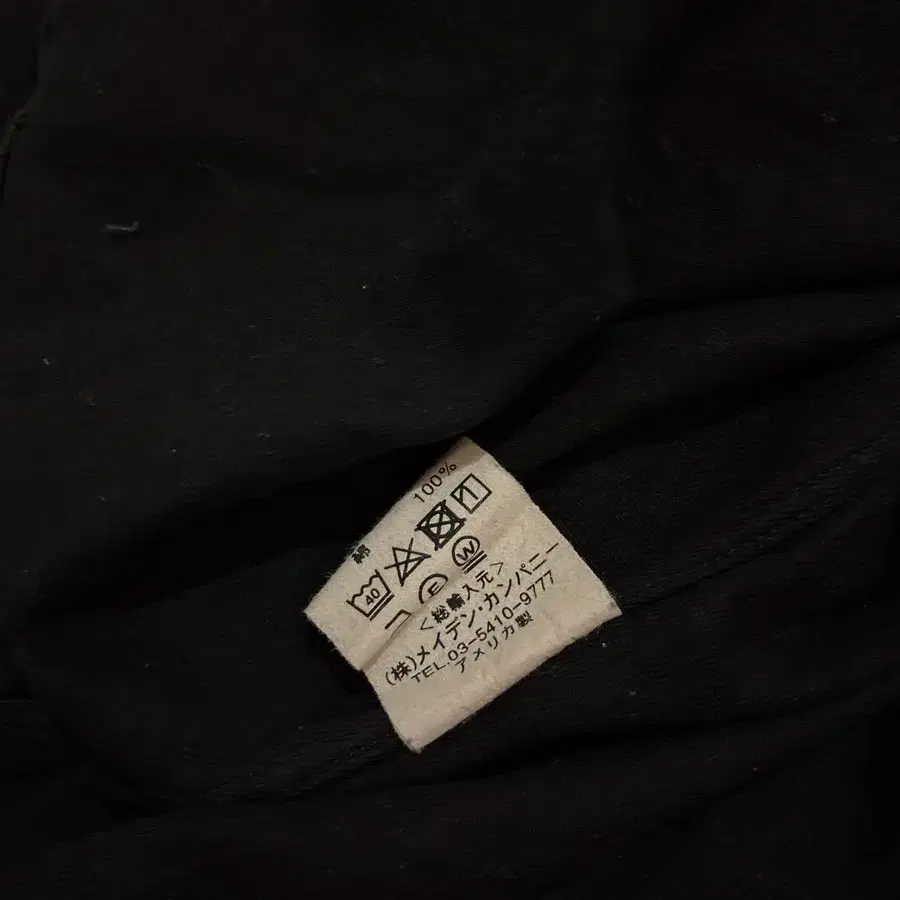 綿 100%
40
E W
<総輸入元>
(株)メイデン・カンパニー
TEL.03-5410-9777
アメリカ製